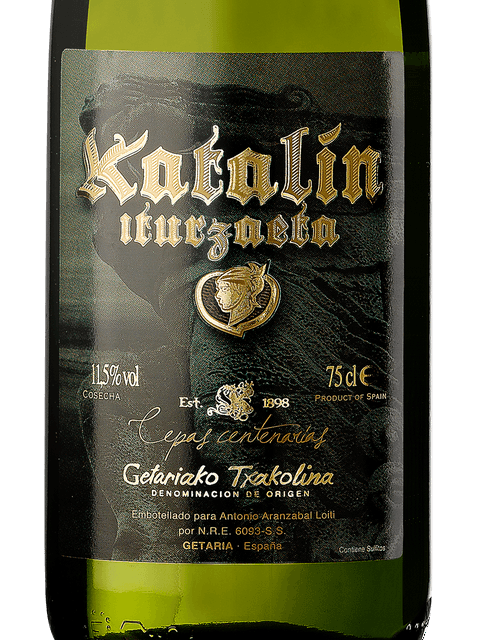 Katalín
iturzaeta
11,5% vol
COSECHA
75 cl e
PRODUCT OF SPAIN
Est. 1898
Cepas centenarias
Getariako Txakolina
DENOMINACION DE ORIGEN
Embotellado para Antonio Aranzabal Loiti
por N.R.E. 6093-S.S.
GETARIA · España
Contiene Sulfitos